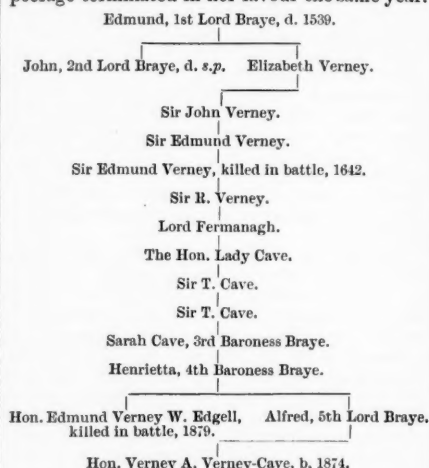 peerage terminated in her favour the same year.
Edmund, 1st Lord Braye, d. 1539.
John, 2nd Lord Braye, d. s.p. Elizabeth Verney.
Sir John Verney.
Sir Edmund Verney.
Sir Edmund Verney, killed in battle, 1642.
Sir R. Verney.
Lord Fermanagh.
The Hon. Lady Cave.
Sir T. Cave.
Sir T. Cave.
Sarah Cave, 3rd Baroness Braye.
Henrietta, 4th Baroness Braye.
Hon. Edmund Verney W. Edgell, Alfred, 5th Lord Braye.
killed in battle, 1879.
Hon. Verney A. Verney-Cave, b. 1874.